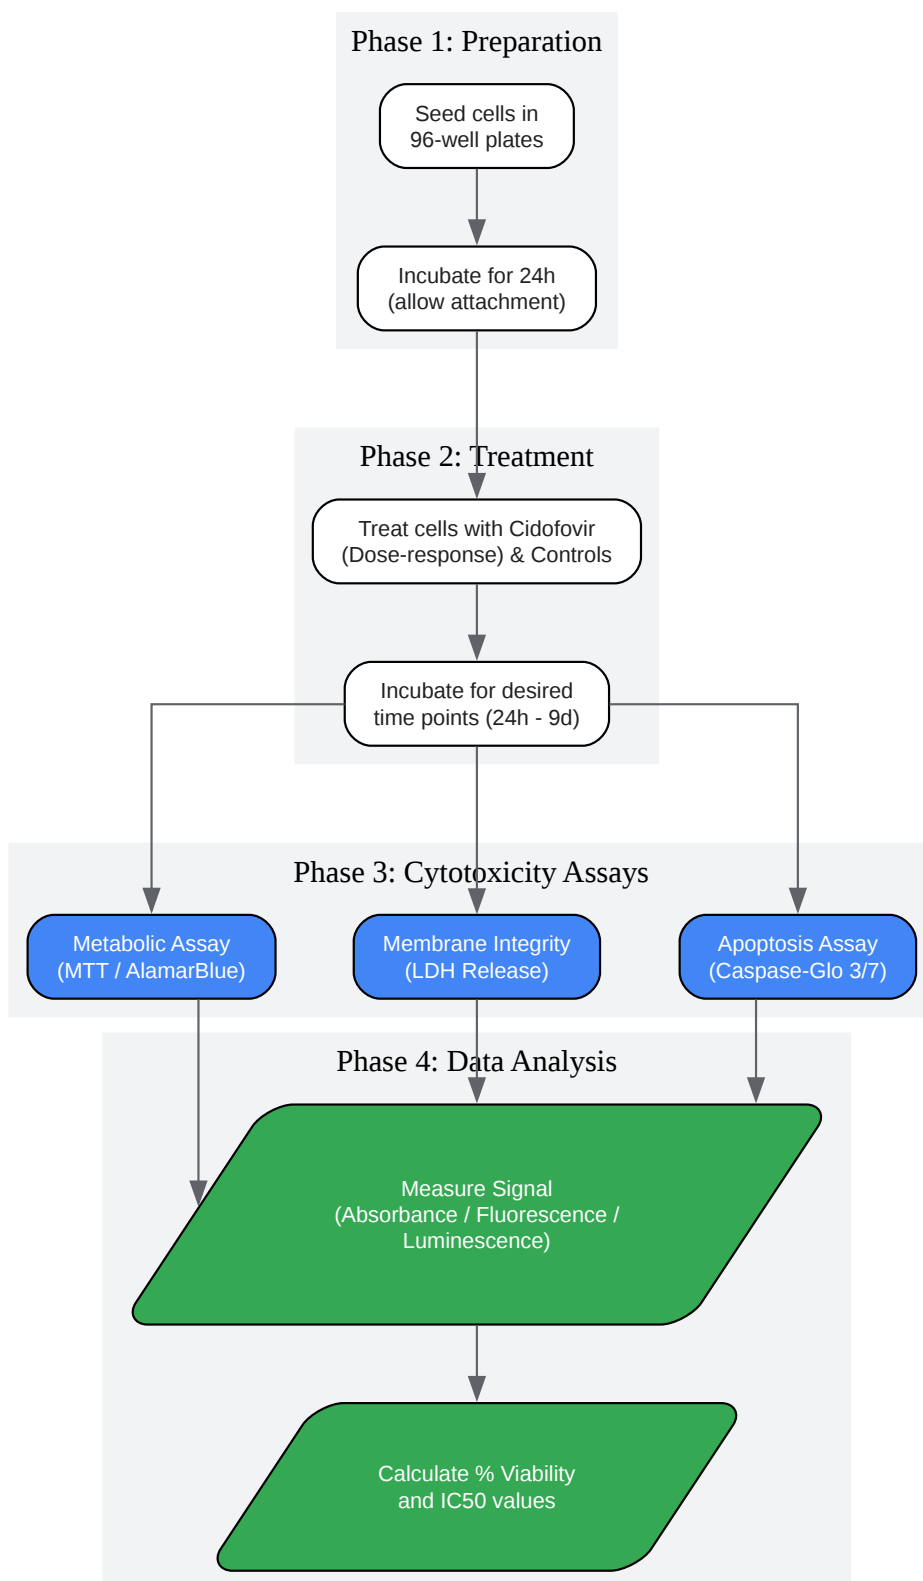 Phase 1: Preparation
Seed cells in
96-well plates
Incubate for 24h
(allow attachment)
Phase 2: Treatment
Treat cells with Cidofovir
(Dose-response) & Controls
Incubate for desired
time points (24h - 9d)
Phase 3: Cytotoxicity Assays
Metabolic Assay
(MTT / AlamarBlue)
Membrane Integrity
(LDH Release)
Apoptosis Assay
(Caspase-Glo 3/7)
Phase 4: Data Analysis
Measure Signal
(Absorbance / Fluorescence /
Luminescence)
Calculate % Viability
and IC50 values